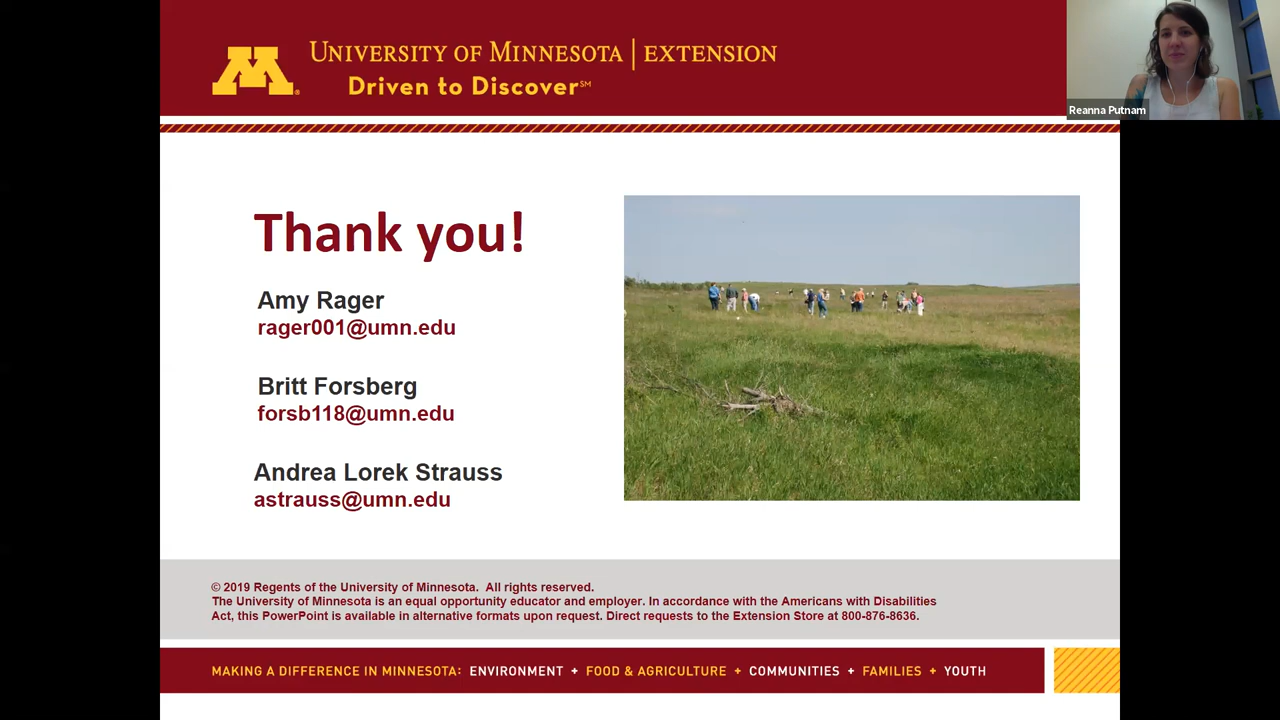 UNIVERSITY OF MINNESOTA | EXTENSION
Driven to Discover℠
Reanna Putnam
Thank you!
Amy Rager
rager001@umn.edu
Britt Forsberg
forsb118@umn.edu
Andrea Lorek Strauss
astrauss@umn.edu
© 2019 Regents of the University of Minnesota. All rights reserved.
The University of Minnesota is an equal opportunity educator and employer. In accordance with the Americans with Disabilities
Act, this PowerPoint is available in alternative formats upon request. Direct requests to the Extension Store at 800-876-8636.
MAKING A DIFFERENCE IN MINNESOTA: ENVIRONMENT + FOOD & AGRICULTURE + COMMUNITIES + FAMILIES + YOUTH